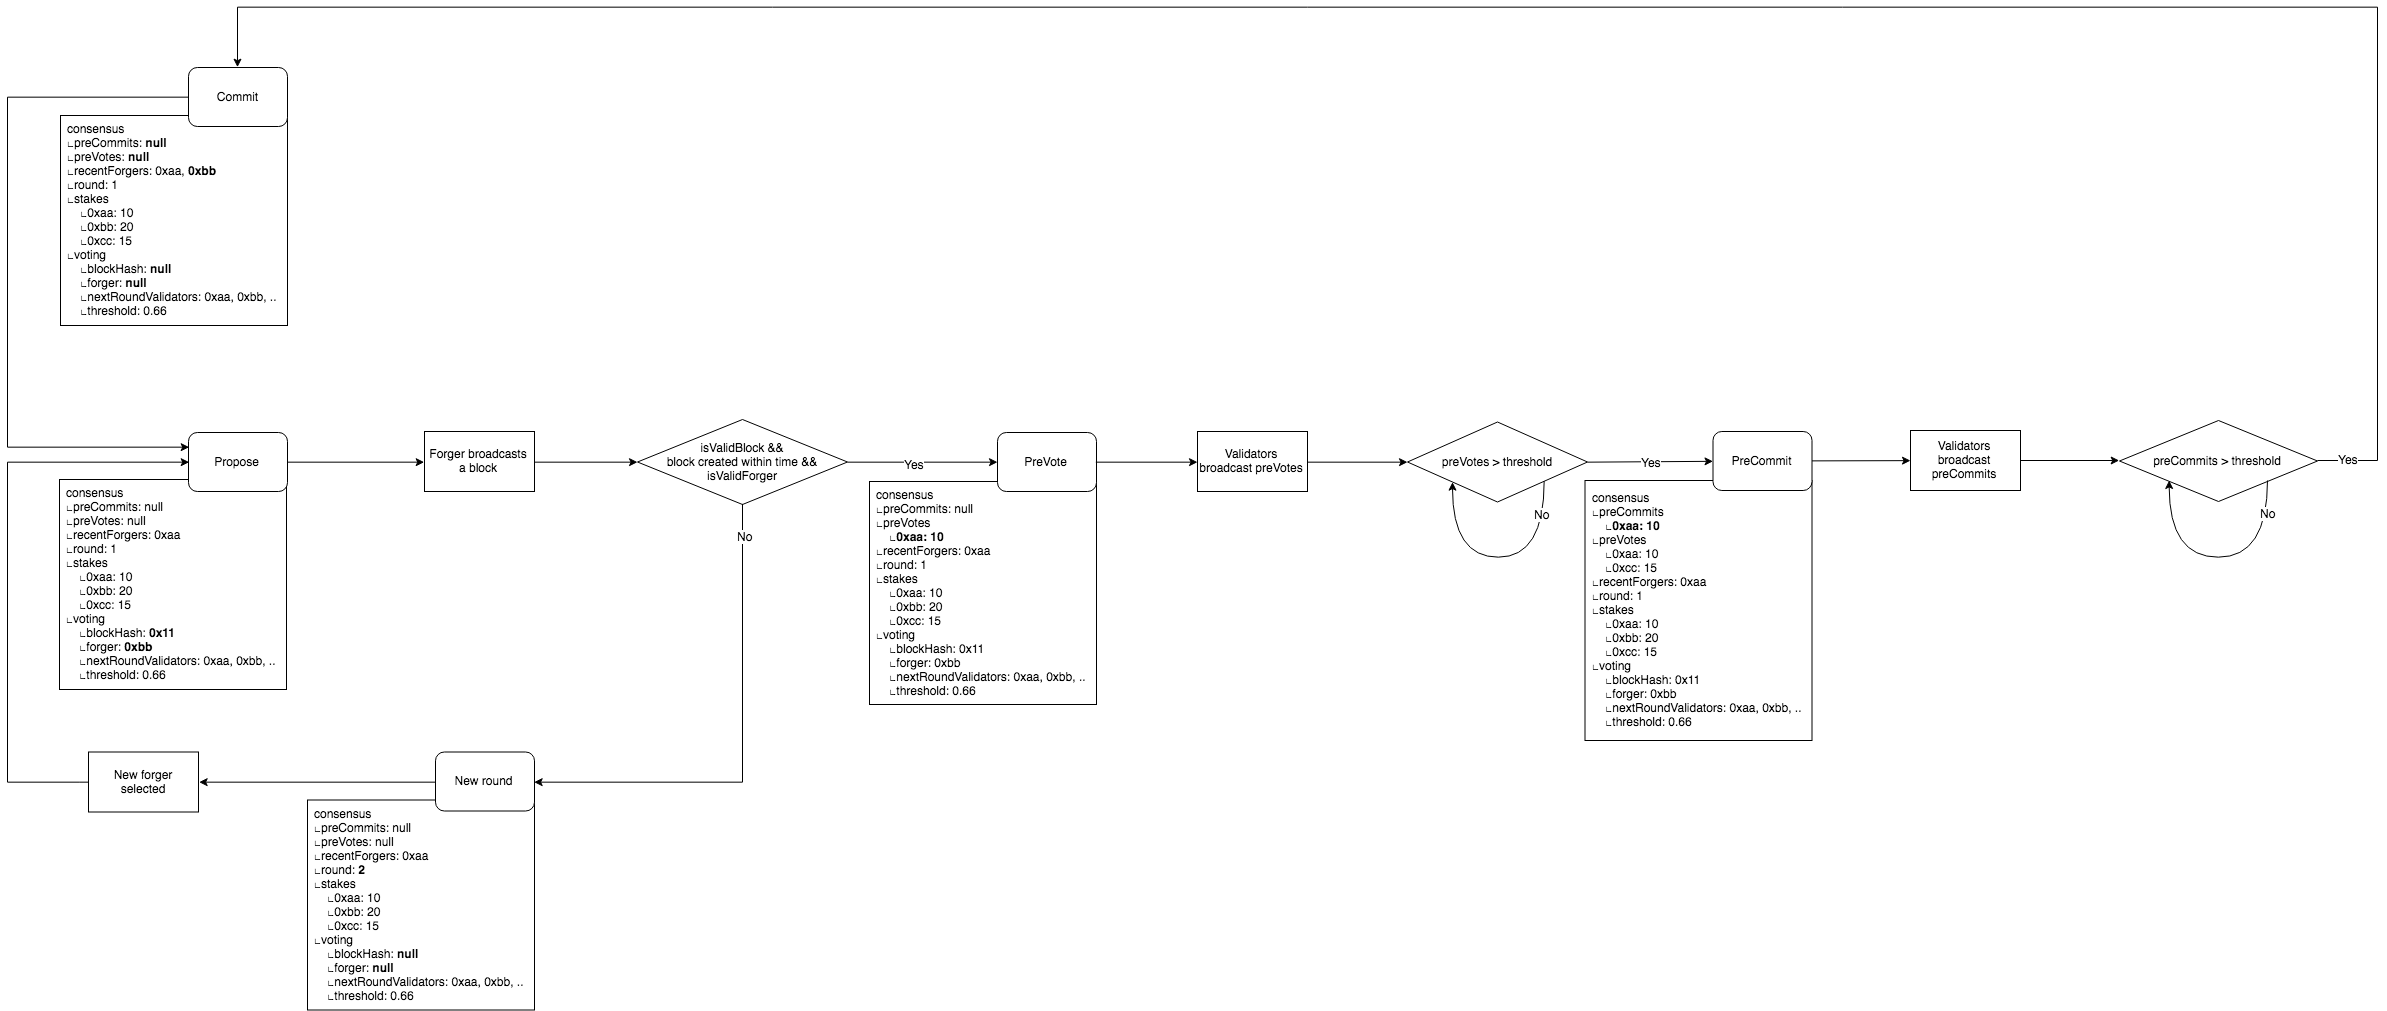 Commit
consensus
∟preCommits: null
∟preVotes: null
∟recentForgers: 0xaa, 0xbb
∟round: 1
∟stakes
∟0xaa: 10
∟0xbb: 20
∟0xcc: 15
∟voting
∟blockHash: null
∟forger: null
∟nextRoundValidators: 0xaa, 0xbb, ..
∟threshold: 0.66
Propose
consensus
∟preCommits: null
∟preVotes: null
∟recentForgers: 0xaa
∟round: 1
∟stakes
∟0xaa: 10
∟0xbb: 20
∟0xcc: 15
∟voting
∟blockHash: 0x11
∟forger: 0xbb
∟nextRoundValidators: 0xaa, 0xbb, ..
∟threshold: 0.66
Forger broadcasts
a block
isValidBlock &&
block created within time &&
isValidForger
Yes
No
PreVote
consensus
∟preCommits: null
∟preVotes
∟0xaa: 10
∟recentForgers: 0xaa
∟round: 1
∟stakes
∟0xaa: 10
∟0xbb: 20
∟0xcc: 15
∟voting
∟blockHash: 0x11
∟forger: 0xbb
∟nextRoundValidators: 0xaa, 0xbb, ..
∟threshold: 0.66
Validators
broadcast preVotes
preVotes > threshold
Yes
No
PreCommit
consensus
∟preCommits
∟0xaa: 10
∟preVotes
∟0xaa: 10
∟0xcc: 15
∟recentForgers: 0xaa
∟round: 1
∟stakes
∟0xaa: 10
∟0xbb: 20
∟0xcc: 15
∟voting
∟blockHash: 0x11
∟forger: 0xbb
∟nextRoundValidators: 0xaa, 0xbb, ..
∟threshold: 0.66
Validators
broadcast
preCommits
preCommits > threshold
Yes
No
New forger
selected
New round
consensus
∟preCommits: null
∟preVotes: null
∟recentForgers: 0xaa
∟round: 2
∟stakes
∟0xaa: 10
∟0xbb: 20
∟0xcc: 15
∟voting
∟blockHash: null
∟forger: null
∟nextRoundValidators: 0xaa, 0xbb, ..
∟threshold: 0.66